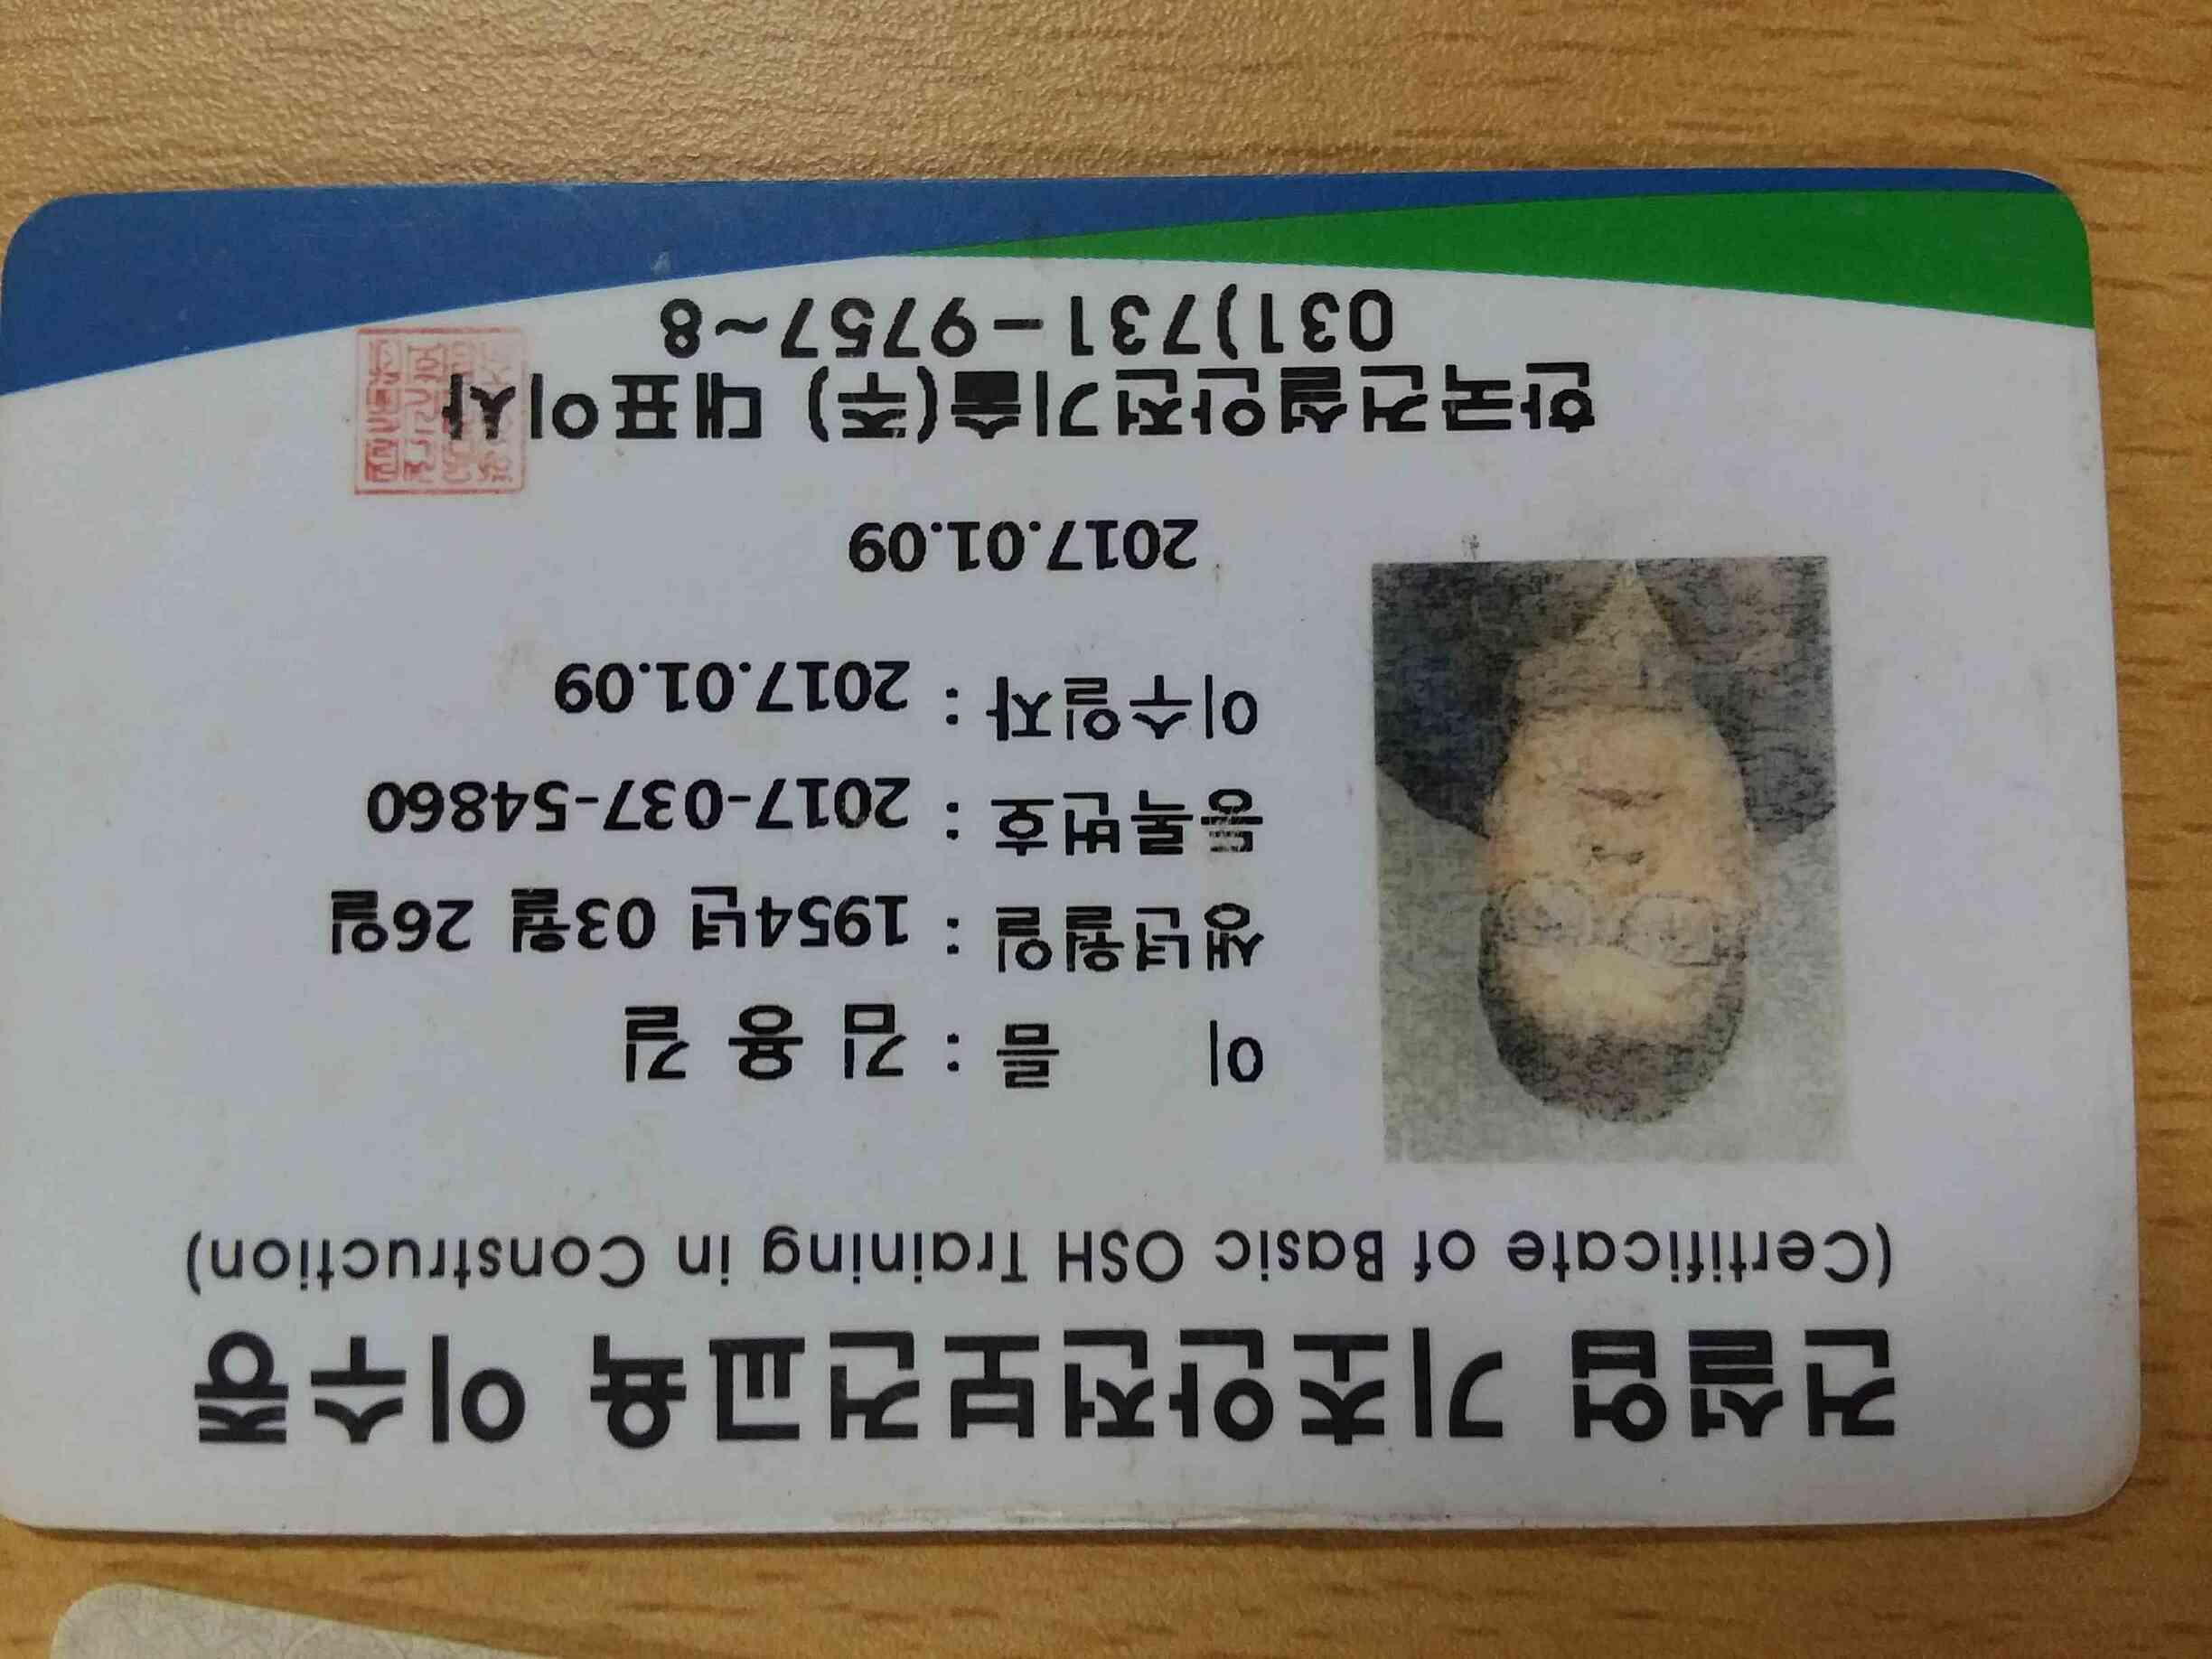 건설업 기초안전보건교육 이수증
(Certificate of Basic OSH Training in Construction)
이 름 : 김 용 길
생년월일 : 1954년 03월 26일
등록번호 : 2017-037-54860
이수일자 : 2017.01.09
2017.01.09
한국건설안전기술(주) 대표이사
031)731-9757~8